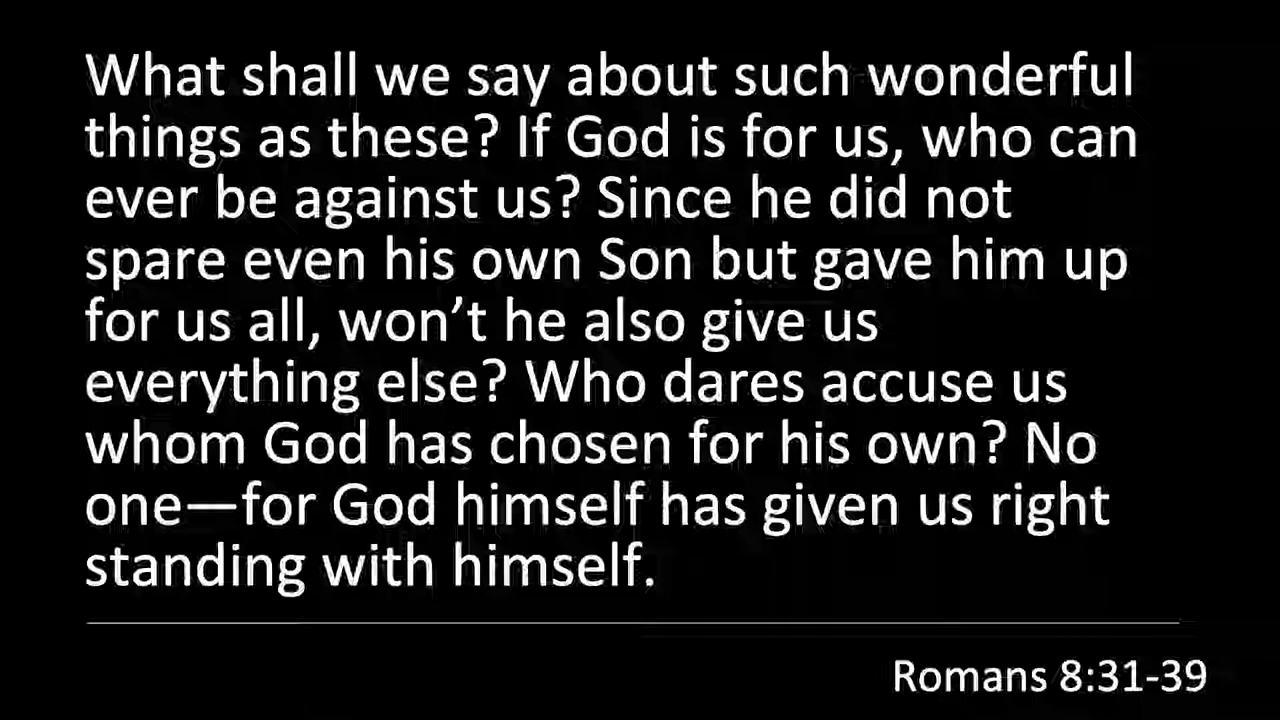 What shall we say about such wonderful
things as these? If God is for us, who can
ever be against us? Since he did not
spare even his own Son but gave him up
for us all, won’t he also give us
everything else? Who dares accuse us
whom God has chosen for his own? No
one—for God himself has given us right
standing with himself.
Romans 8:31-39